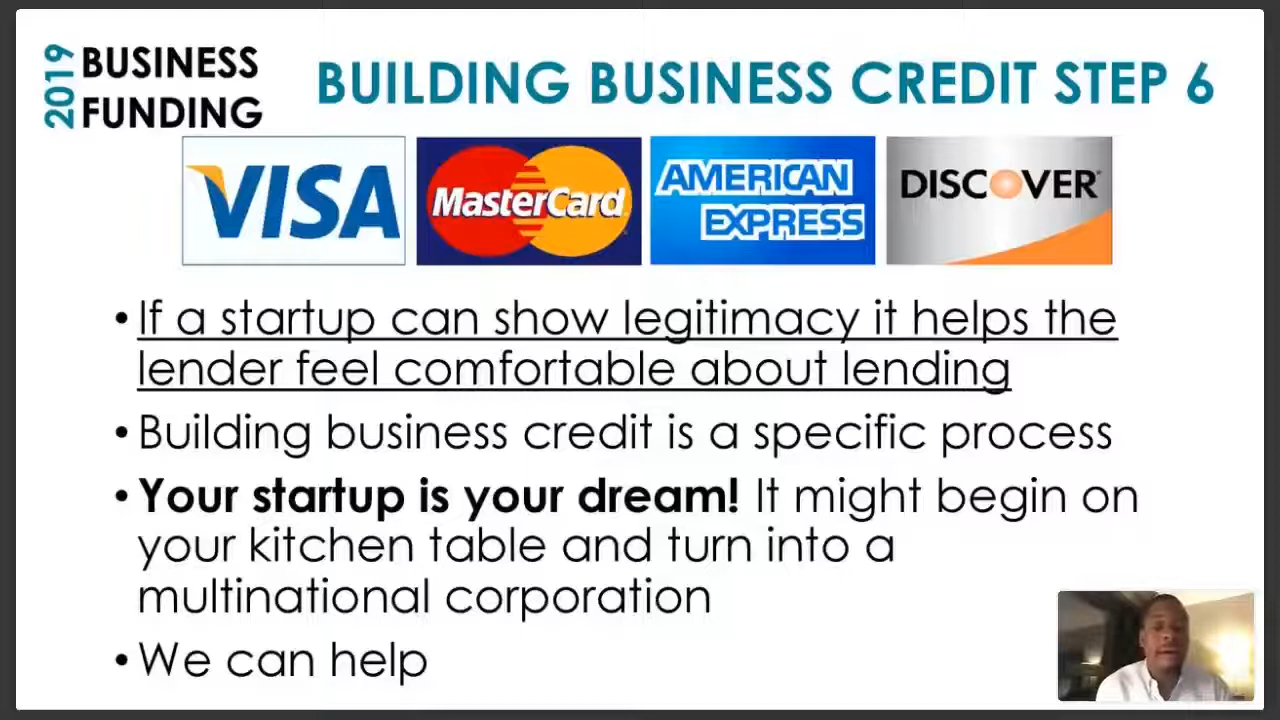 2019
BUSINESS
FUNDING
BUILDING BUSINESS CREDIT STEP 6
VISA
MasterCard
AMERICAN
EXPRESS
DISCOVER
• If a startup can show legitimacy it helps the
lender feel comfortable about lending
• Building business credit is a specific process
• Your startup is your dream! It might begin on
your kitchen table and turn into a
multinational corporation
• We can help